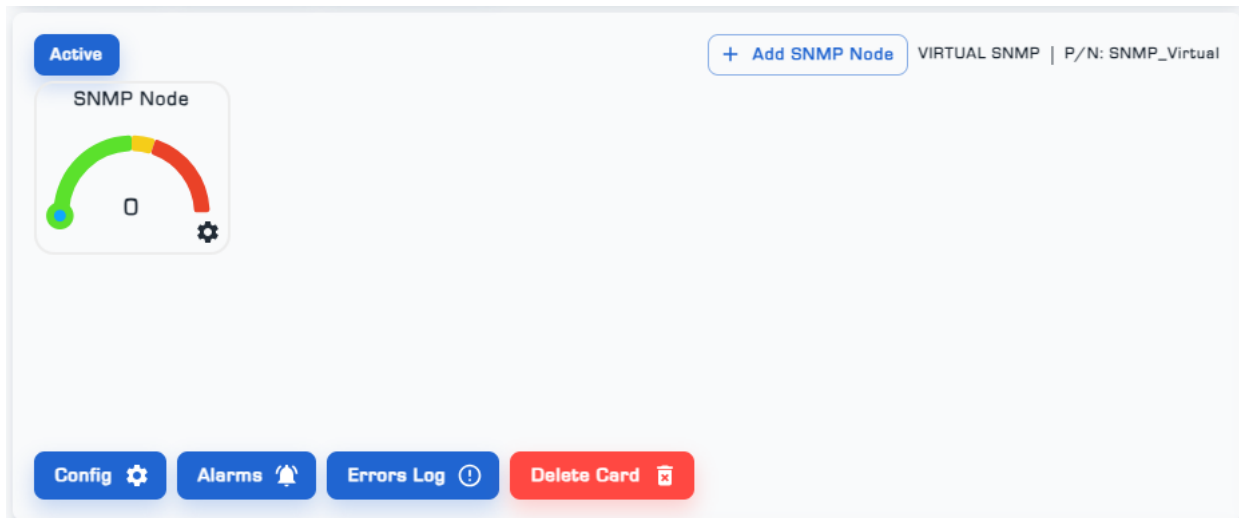 Active
+ Add SNMP Node
VIRTUAL SNMP | P/N: SNMP_Virtual
SNMP Node
0
Config
Alarms
Errors Log
Delete Card